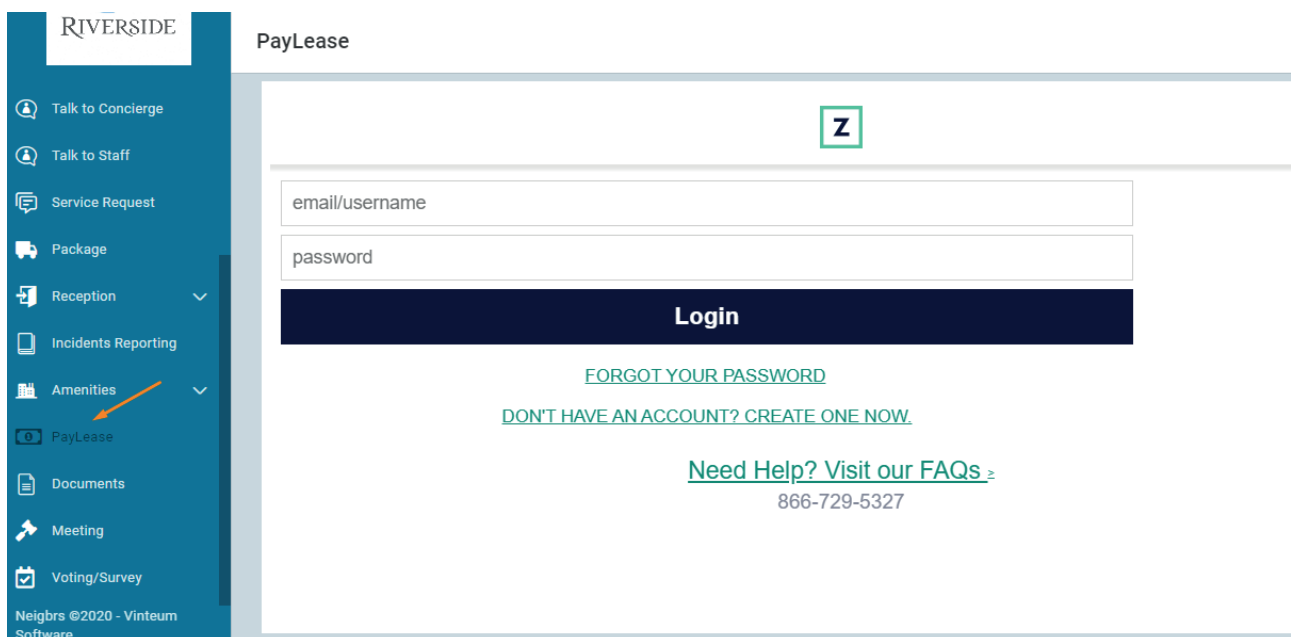 RIVERSIDE
Talk to Concierge
Talk to Staff
Service Request
Package
Reception
Incidents Reporting
Amenities
PayLease
Documents
Meeting
Voting/Survey
Neigbrs ©2020 - Vinteum
Software
PayLease
Z
email/username
password
Login
FORGOT YOUR PASSWORD
DON'T HAVE AN ACCOUNT? CREATE ONE NOW.
Need Help? Visit our FAQs >
866-729-5327